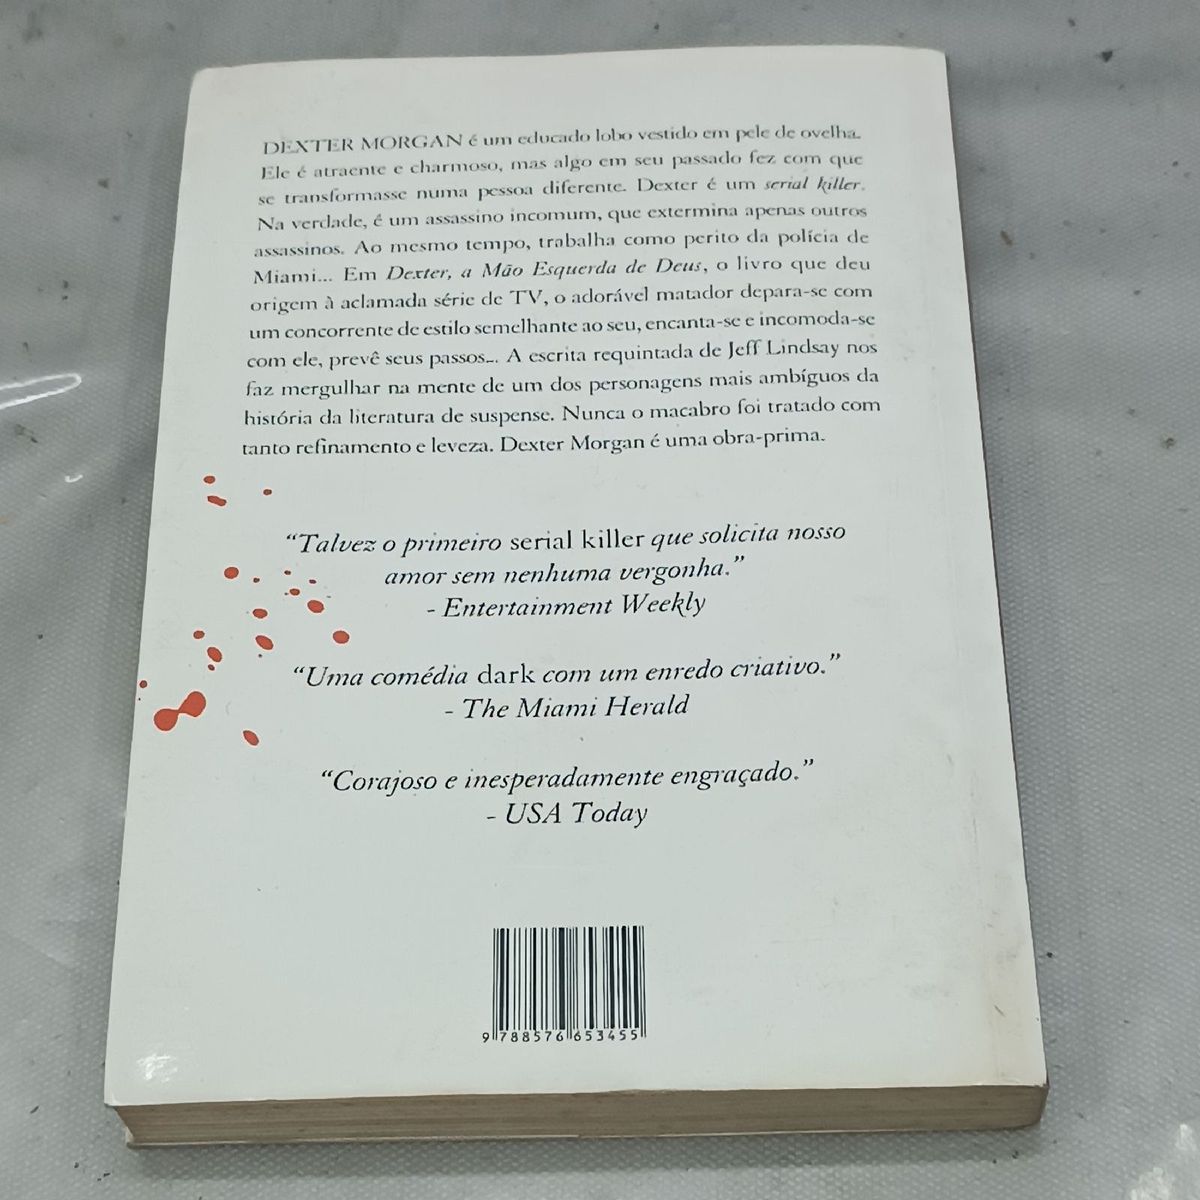 DEXTER MORGAN é um educado lobo vestido em pele de ovelha.
Ele é atraente e charmoso, mas algo em seu passado fez com que
se transformasse numa pessoa diferente. Dexter é um serial killer.
Na verdade, é um assassino incomum, que extermina apenas outros
assassinos. Ao mesmo tempo, trabalha como perito da polícia de
Miami... Em Dexter, a Mão Esquerda de Deus, o livro que deu
origem à aclamada série de TV, o adorável matador depara-se com
um concorrente de estilo semelhante ao seu, encanta-se e incomoda-se
com ele, prevê seus passos... A escrita requintada de Jeff Lindsay nos
faz mergulhar na mente de um dos personagens mais ambíguos da
história da literatura de suspense. Nunca o macabro foi tratado com
tanto refinamento e leveza. Dexter Morgan é uma obra-prima.
“Talvez o primeiro serial killer que solicita nosso
amor sem nenhuma vergonha.”
- Entertainment Weekly
“Uma comédia dark com um enredo criativo.”
- The Miami Herald
“Corajoso e inesperadamente engraçado.”
- USA Today
9 788576 653455